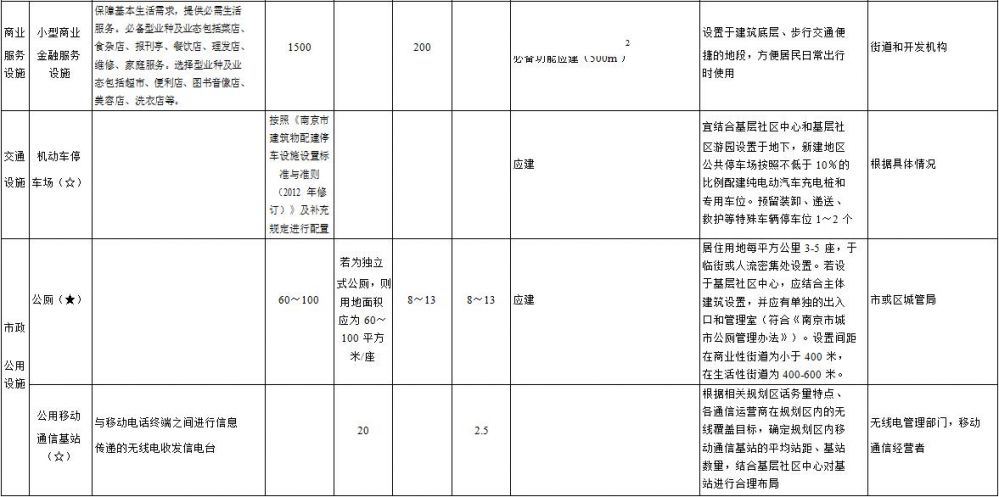 商业
服务
设施
小型商业
金融服务
设施
保障基本生活需求，提供必需生活
服务。必备型业种及业态包括菜店、
食杂店、报刊亭、餐饮店、理发店、
维修、家庭服务。选择型业种及业
态包括超市、便利店、图书音像店、
美容店、洗衣店等。
1500
200
必备功能应建（500m²）
设置于建筑底层、步行交通便
捷的地段，方便居民日常出行
时使用
街道和开发机构
交通
设施
机动车停
车场（☆）
按照《南京市
建筑物配建停
车设施设置标
准与准则
（2012 年修
订）》及补充
规定进行配置
应建
宜结合基层社区中心和基层社
区游园设置于地下，新建地区
公共停车场按照不低于 10%的
比例配建纯电动汽车充电桩和
专用车位。预留装卸、递送、
救护等特殊车辆停车位 1～2 个
根据具体情况
市政
公用
设施
公厕（★）
60～100
若为独立
式公厕，则
用地面积
应为 60～
100 平方
米/座
8～13
8～13
应建
居住用地每平方公里 3-5 座，于
临街或人流密集处设置。若设
于基层社区中心，应结合主体
建筑设置，并应有单独的出入
口和管理室（符合《南京市城
市公厕管理办法》）。设置间距
在商业性街道为小于 400 米，
在生活性街道为 400-600 米。
市或区城管局
公用移动
通信基站
（☆）
与移动电话终端之间进行信息
传递的无线电收发信电台
20
2.5
根据相关规划区话务量特点、
各通信运营商在规划区内的无
线覆盖目标，确定规划区内移
动通信基站的平均站距、基站
数量，结合基层社区中心对基
站进行合理布局
无线电管理部门，移动
通信经营者